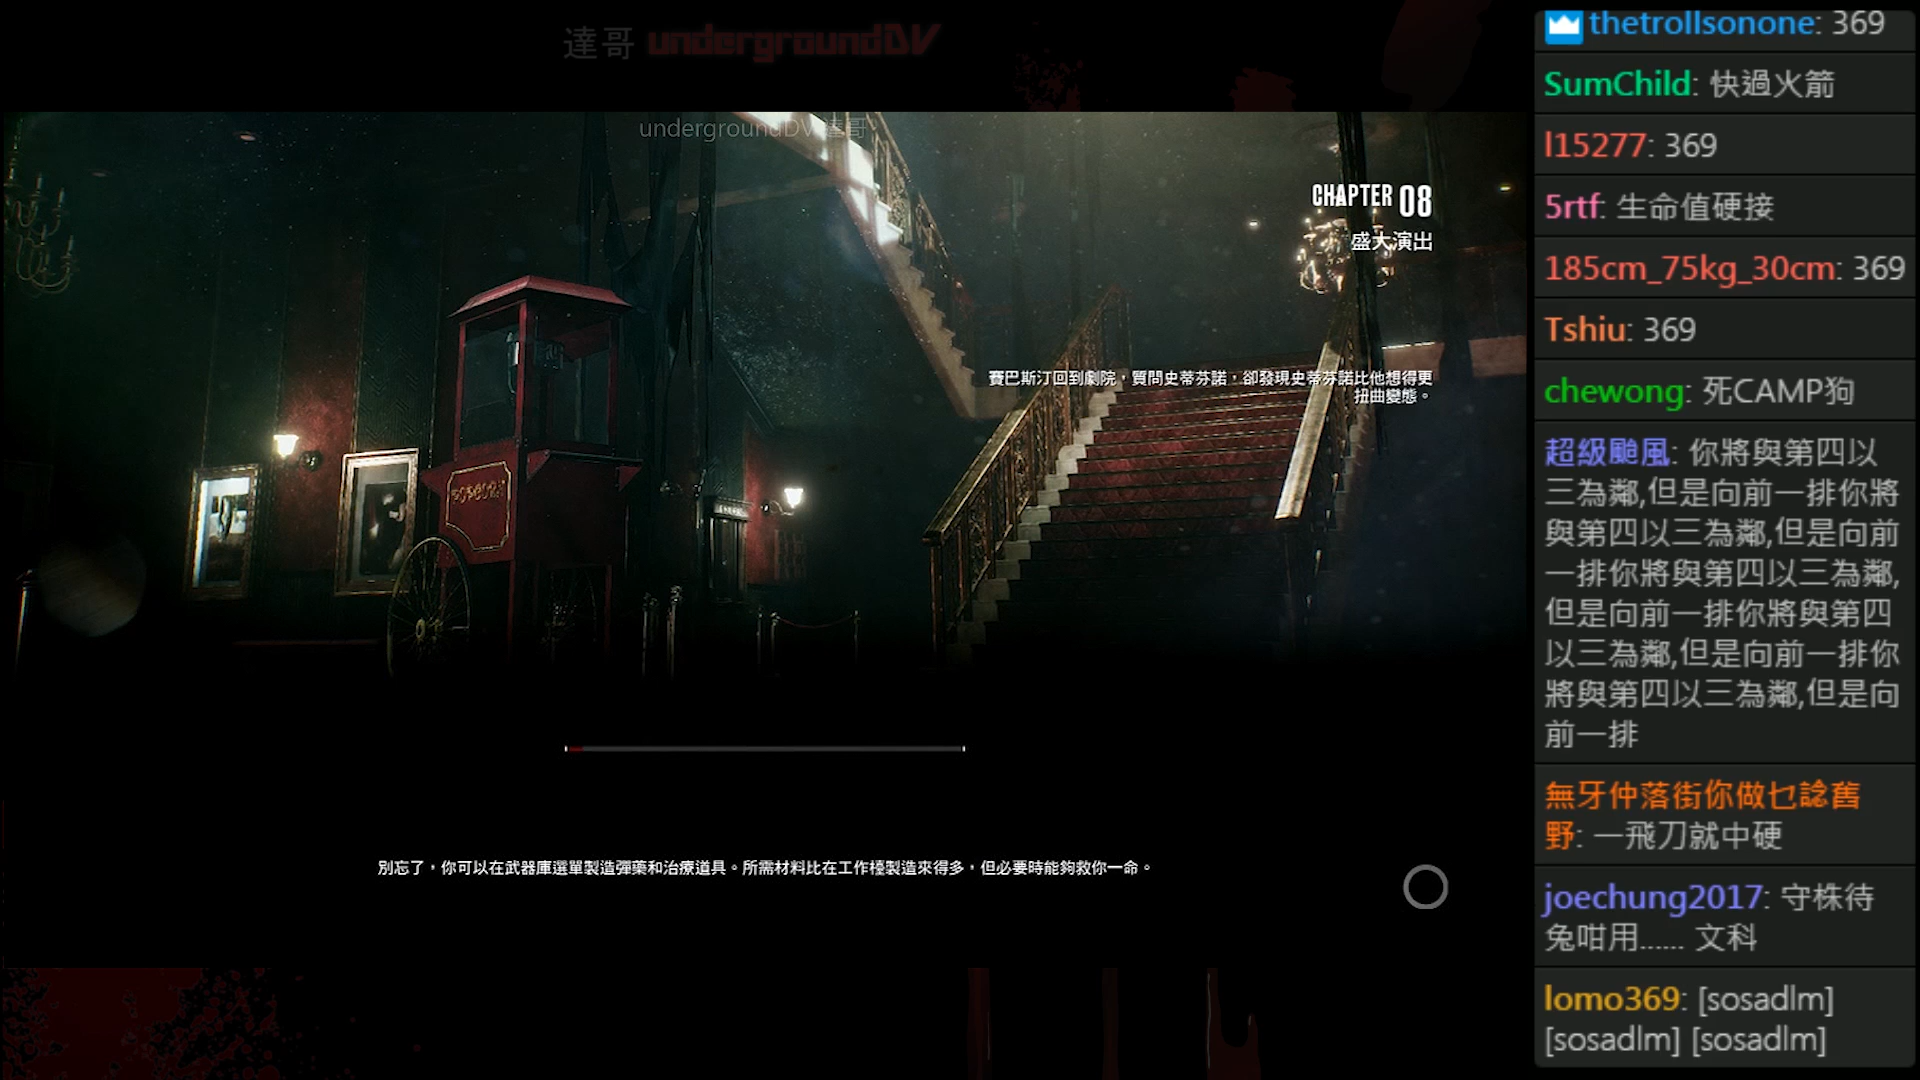 達哥 undergroundDV
undergroundDV 達哥
CHAPTER 08
盛大演出
賽巴斯汀回到劇院，質問史蒂芬諾，卻發現史蒂芬諾比他想得更
扭曲變態。
POPCORN
別忘了，你可以在武器庫選單製造彈藥和治療道具。所需材料比在工作檯製造來得多，但必要時能夠救你一命。
thetrollsonone: 369
SumChild: 快過火箭
l15277: 369
5rtf: 生命值硬接
185cm_75kg_30cm: 369
Tshiu: 369
chewong: 死CAMP狗
超級颱風: 你將與第四以
三為鄰,但是向前一排你將
與第四以三為鄰,但是向前
一排你將與第四以三為鄰,
但是向前一排你將與第四
以三為鄰,但是向前一排你
將與第四以三為鄰,但是向
前一排
無牙仲落街你做乜諗舊
野: 一飛刀就中硬
joechung2017: 守株待
兔咁用...... 文科
lomo369: [sosadlm]
[sosadlm] [sosadlm]